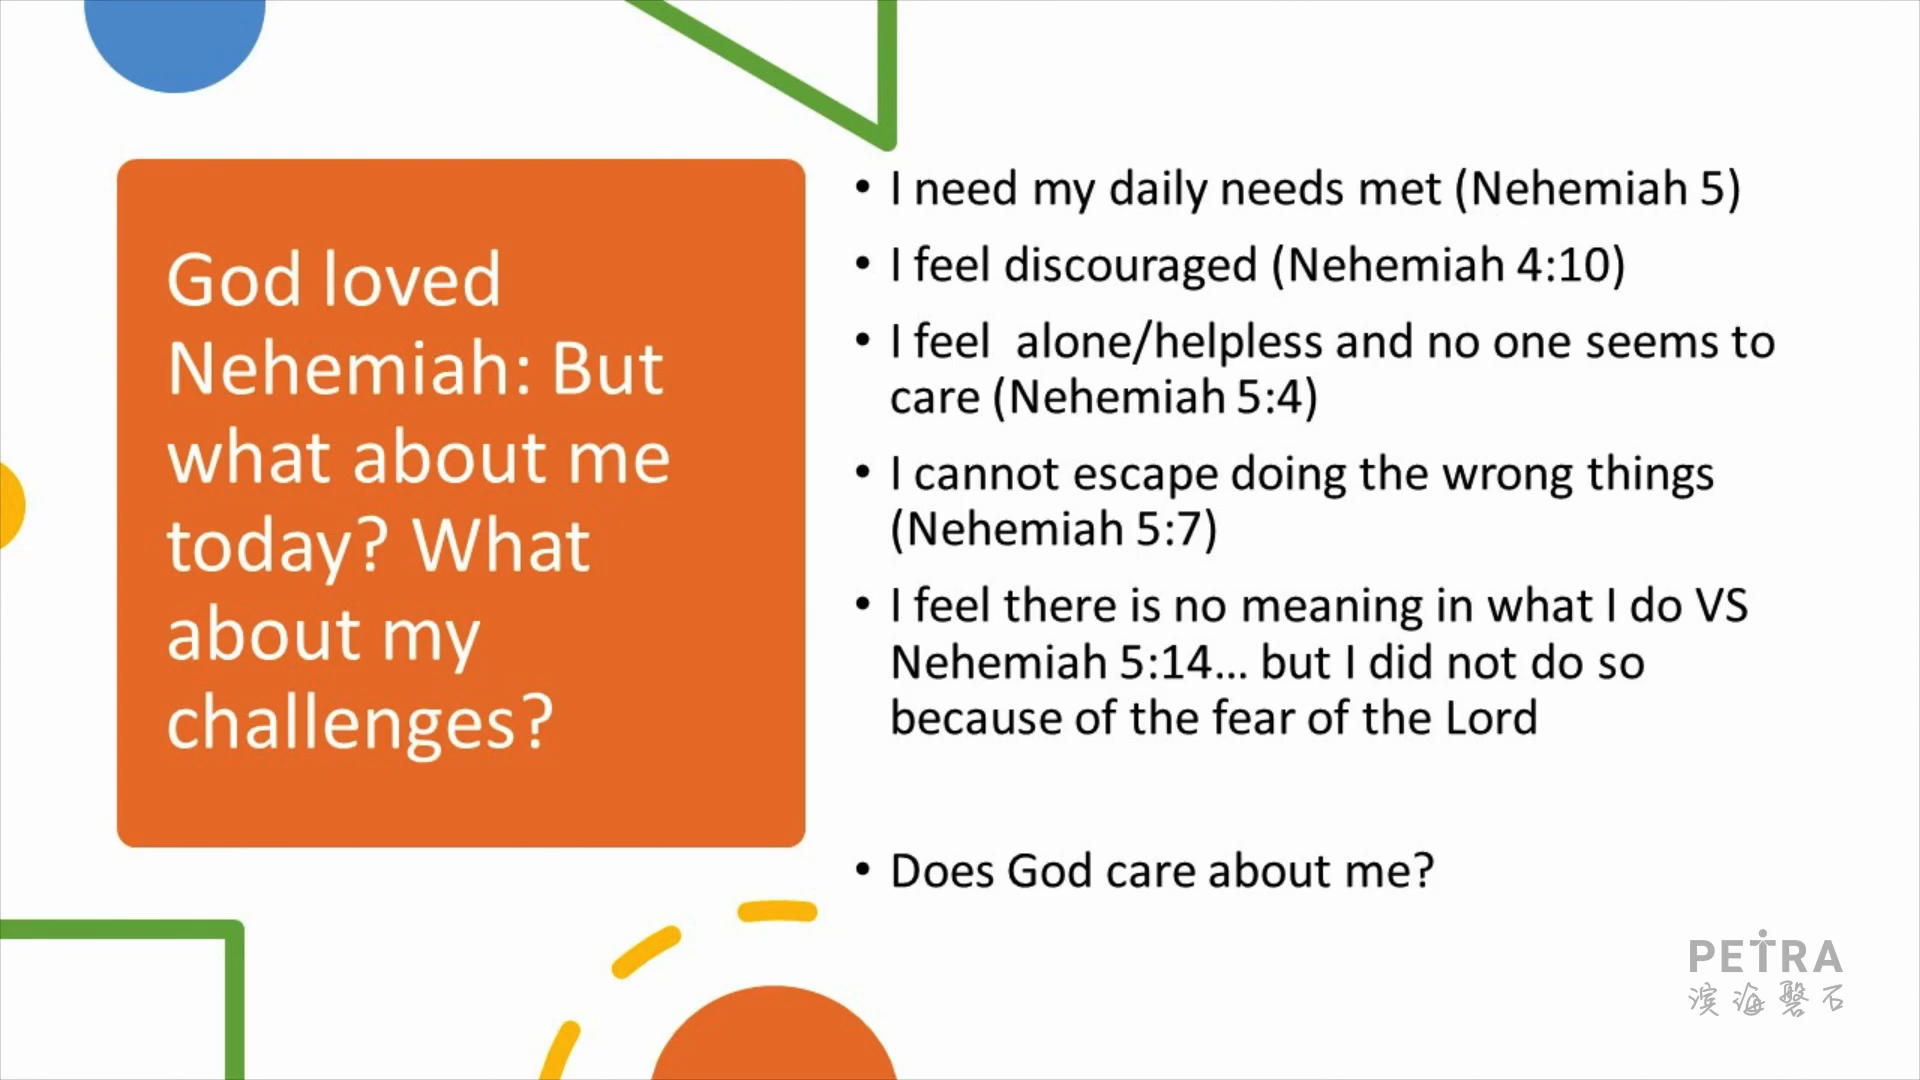 God loved
Nehemiah: But
what about me
today? What
about my
challenges?
• I need my daily needs met (Nehemiah 5)
• I feel discouraged (Nehemiah 4:10)
• I feel  alone/helpless and no one seems to
care (Nehemiah 5:4)
• I cannot escape doing the wrong things
(Nehemiah 5:7)
• I feel there is no meaning in what I do VS
Nehemiah 5:14... but I did not do so
because of the fear of the Lord
• Does God care about me?
PETRA
滨海磐石